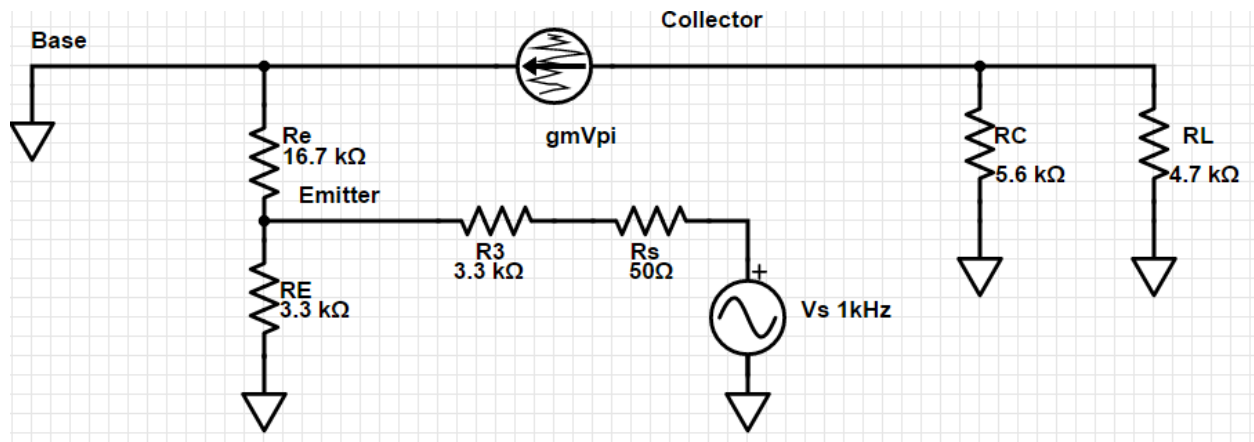 Collector
Base
gmVpi
Re
16.7 kΩ
RC
5.6 kΩ
RL
4.7 kΩ
Emitter
R3
3.3 kΩ
Rs
50Ω
RE
3.3 kΩ
+
Vs 1kHz